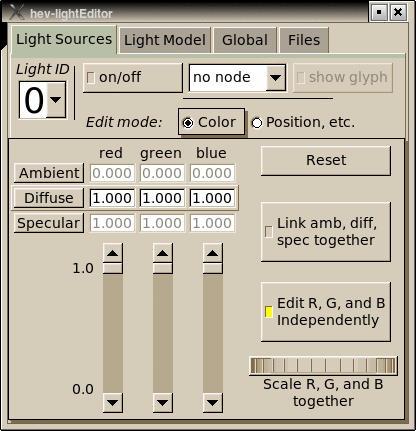 hev-lightEditor
Light Sources Light Model Global Files
Light ID on/off no node show glyph
0
Edit mode: Color Position, etc.
red green blue Reset
Ambient 0.000 0.000 0.000
Diffuse 1.000 1.000 1.000
Specular 1.000 1.000 1.000
Link amb, diff,
spec together
1.0
Edit R, G, and B
Independently
0.0
Scale R, G, and B
together